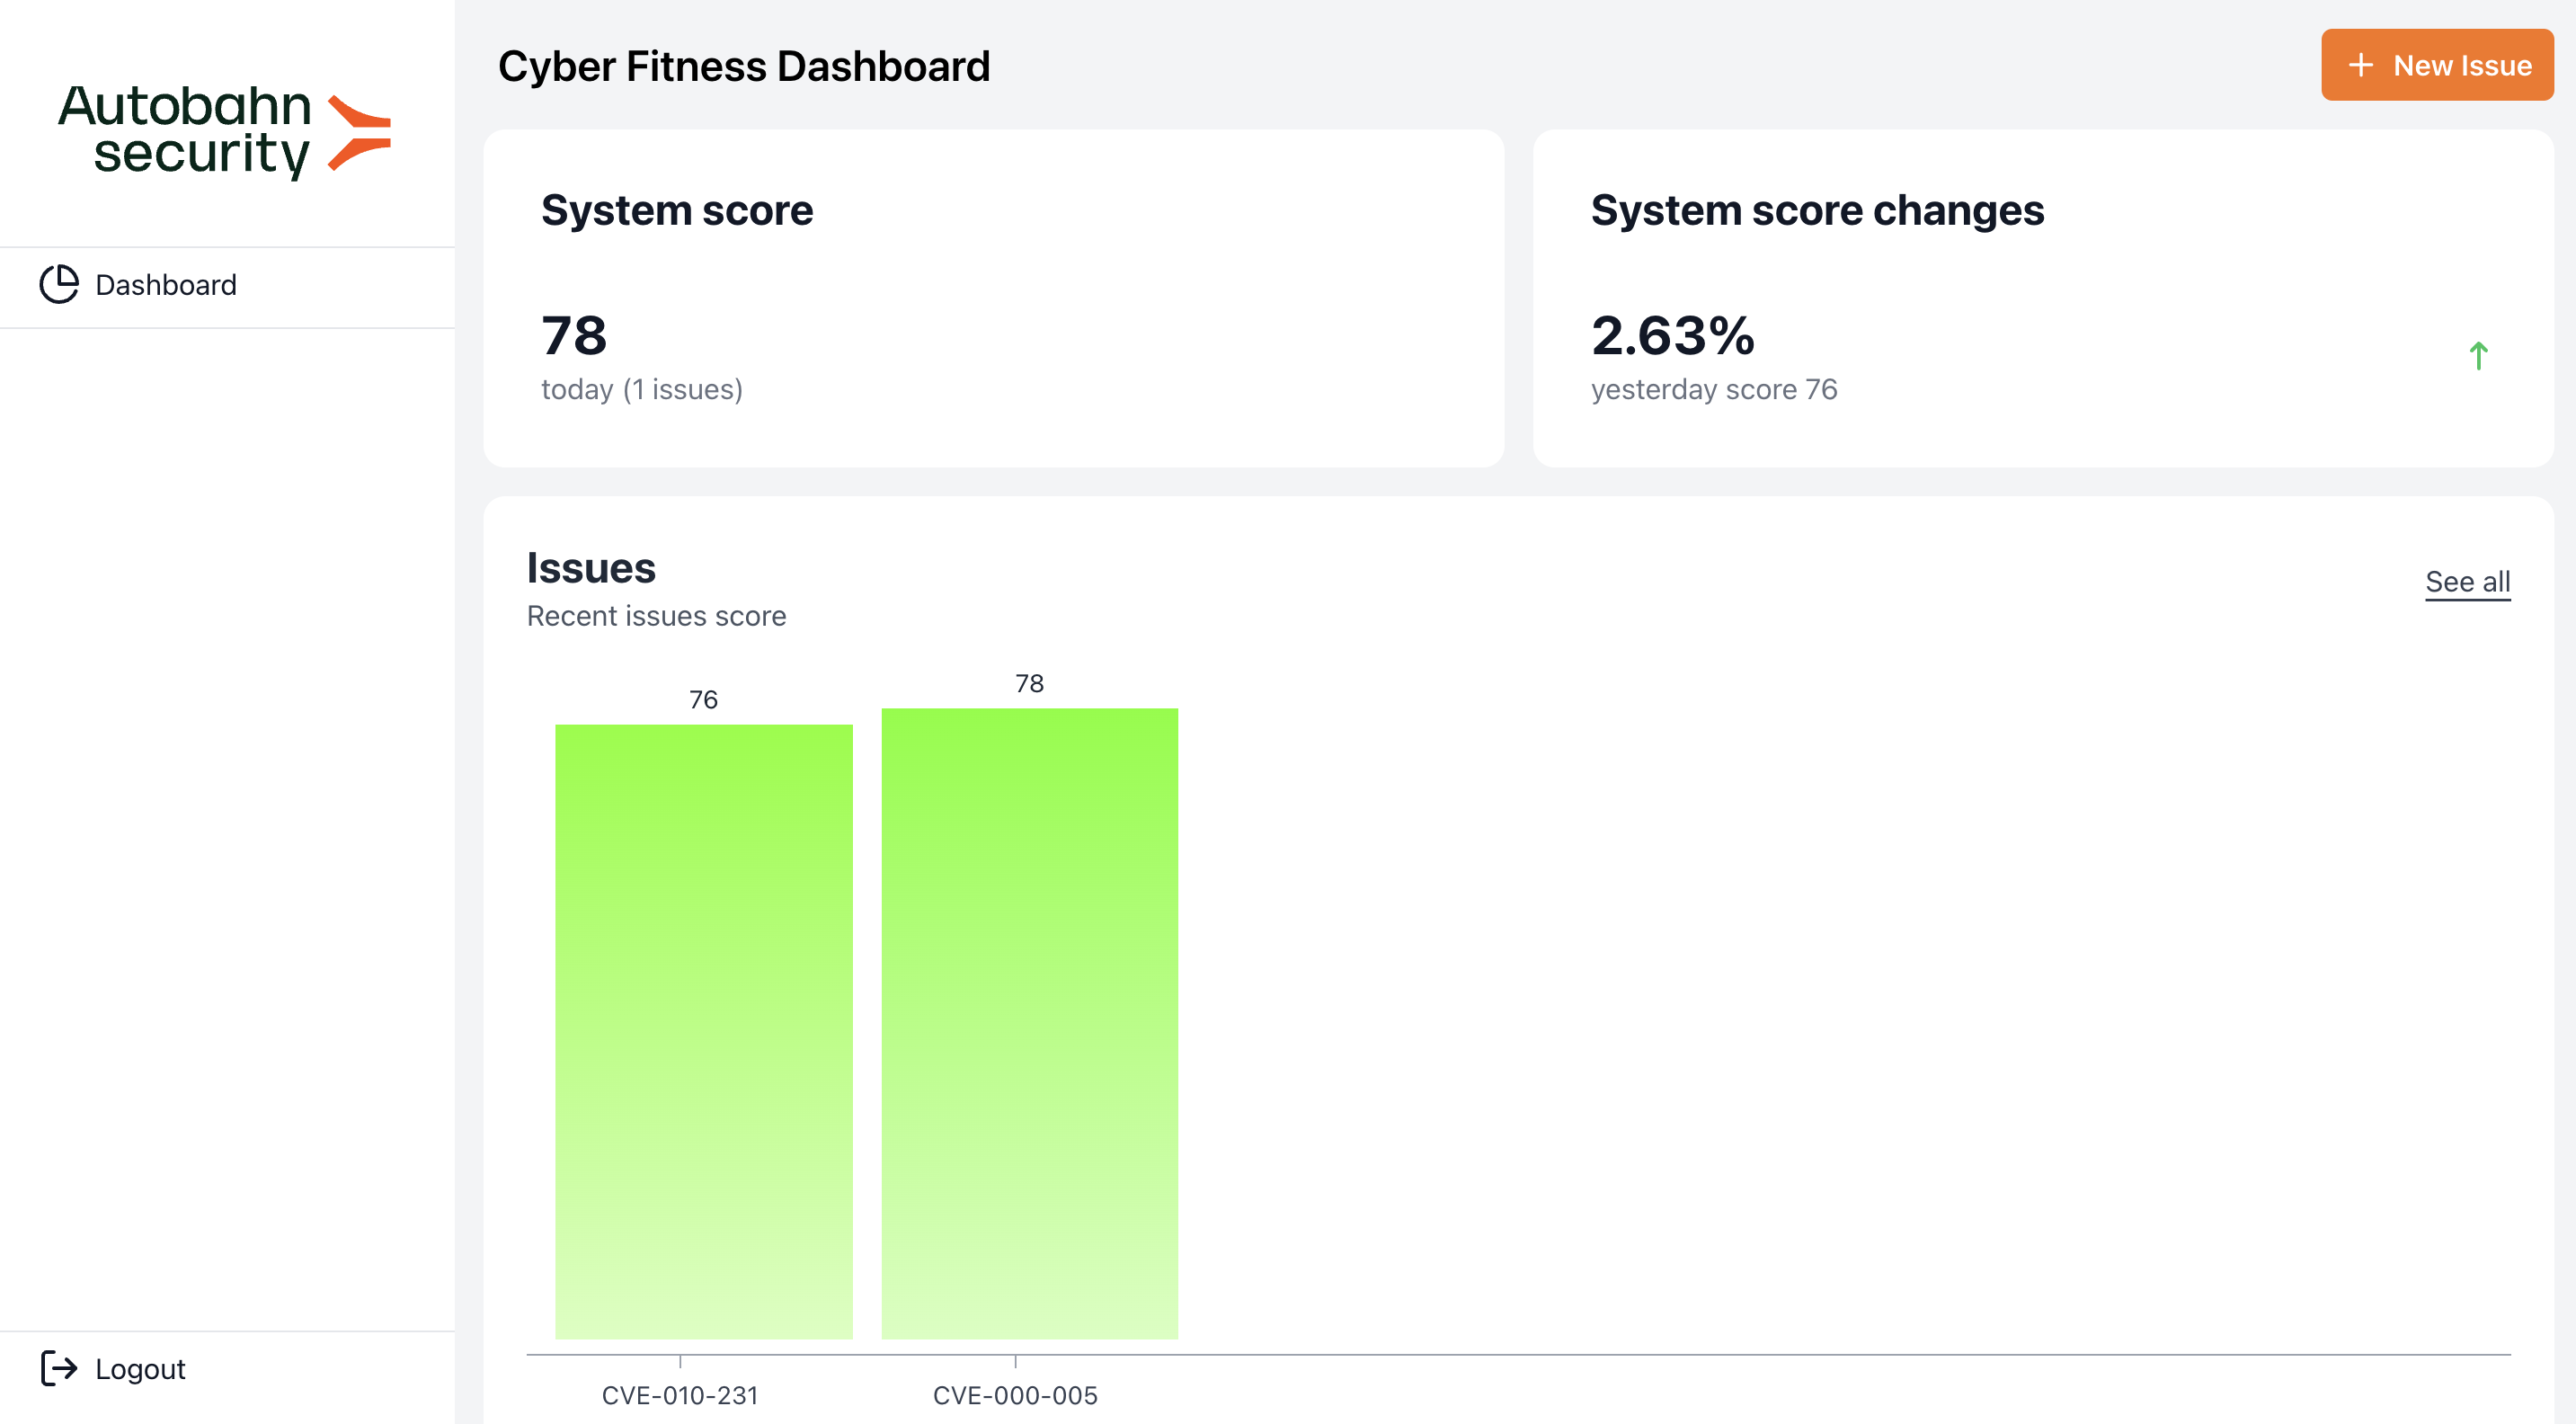 Autobahn
security
Dashboard
Logout
Cyber Fitness Dashboard
New Issue
System score
78
today (1 issues)
System score changes
2.63%
yesterday score 76
Issues
Recent issues score
See all
76
78
CVE-010-231
CVE-000-005